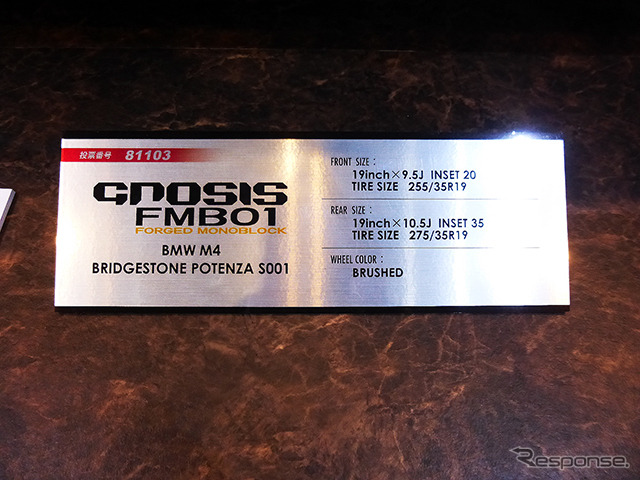 投票番号 81103
GNOSIS
FMB01
FORGED MONOBLOCK
BMW M4
BRIDGESTONE POTENZA S001
FRONT SIZE :
19inch×9.5J INSET 20
TIRE SIZE 255/35R19
REAR SIZE :
19inch×10.5J INSET 35
TIRE SIZE 275/35R19
WHEEL COLOR :
BRUSHED
Response.